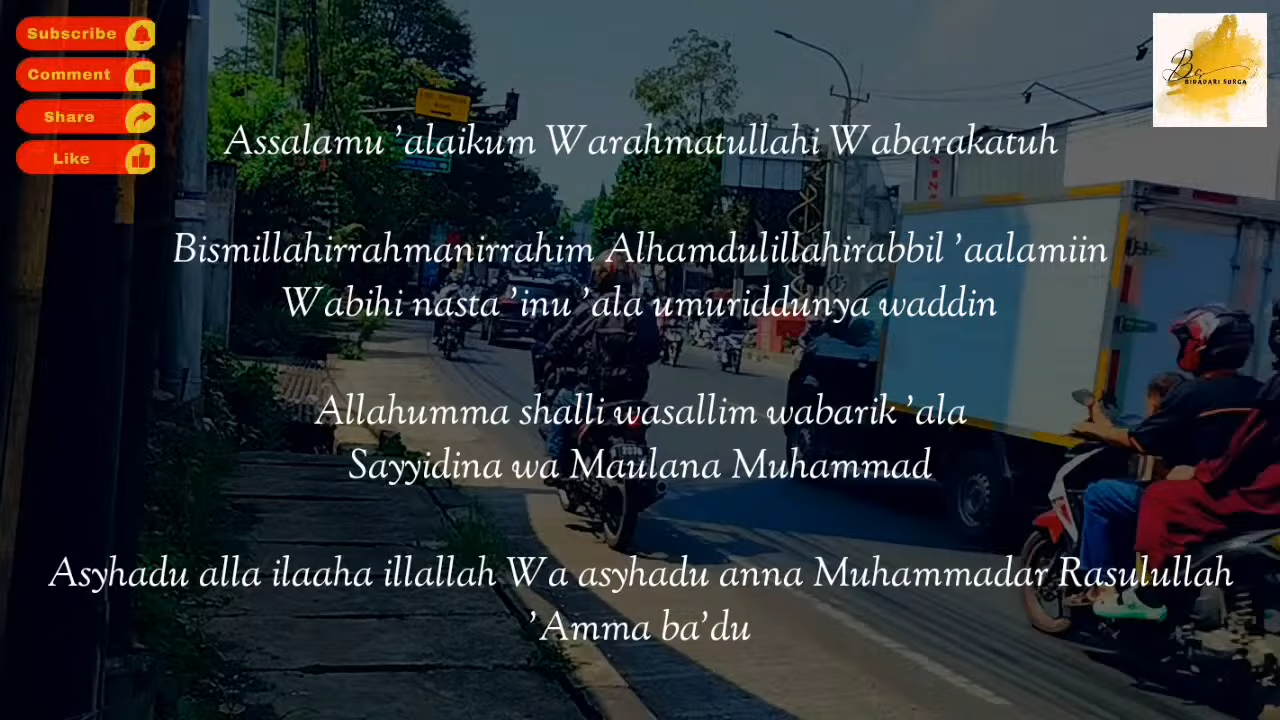 Subscribe
Comment
Share
Like
BIDADARI SURGA
Assalamu 'alaikum Warahmatullahi Wabarakatuh
Bismillahirrahmanirrahim Alhamdulillahirabbil 'aalamiin
Wabihi nasta 'inu 'ala umuriddunya waddin
Allahumma shalli wasallim wabarik 'ala
Sayyidina wa Maulana Muhammad
Asyhadu alla ilaaha illallah Wa asyhadu anna Muhammadar Rasulullah
'Amma ba'du